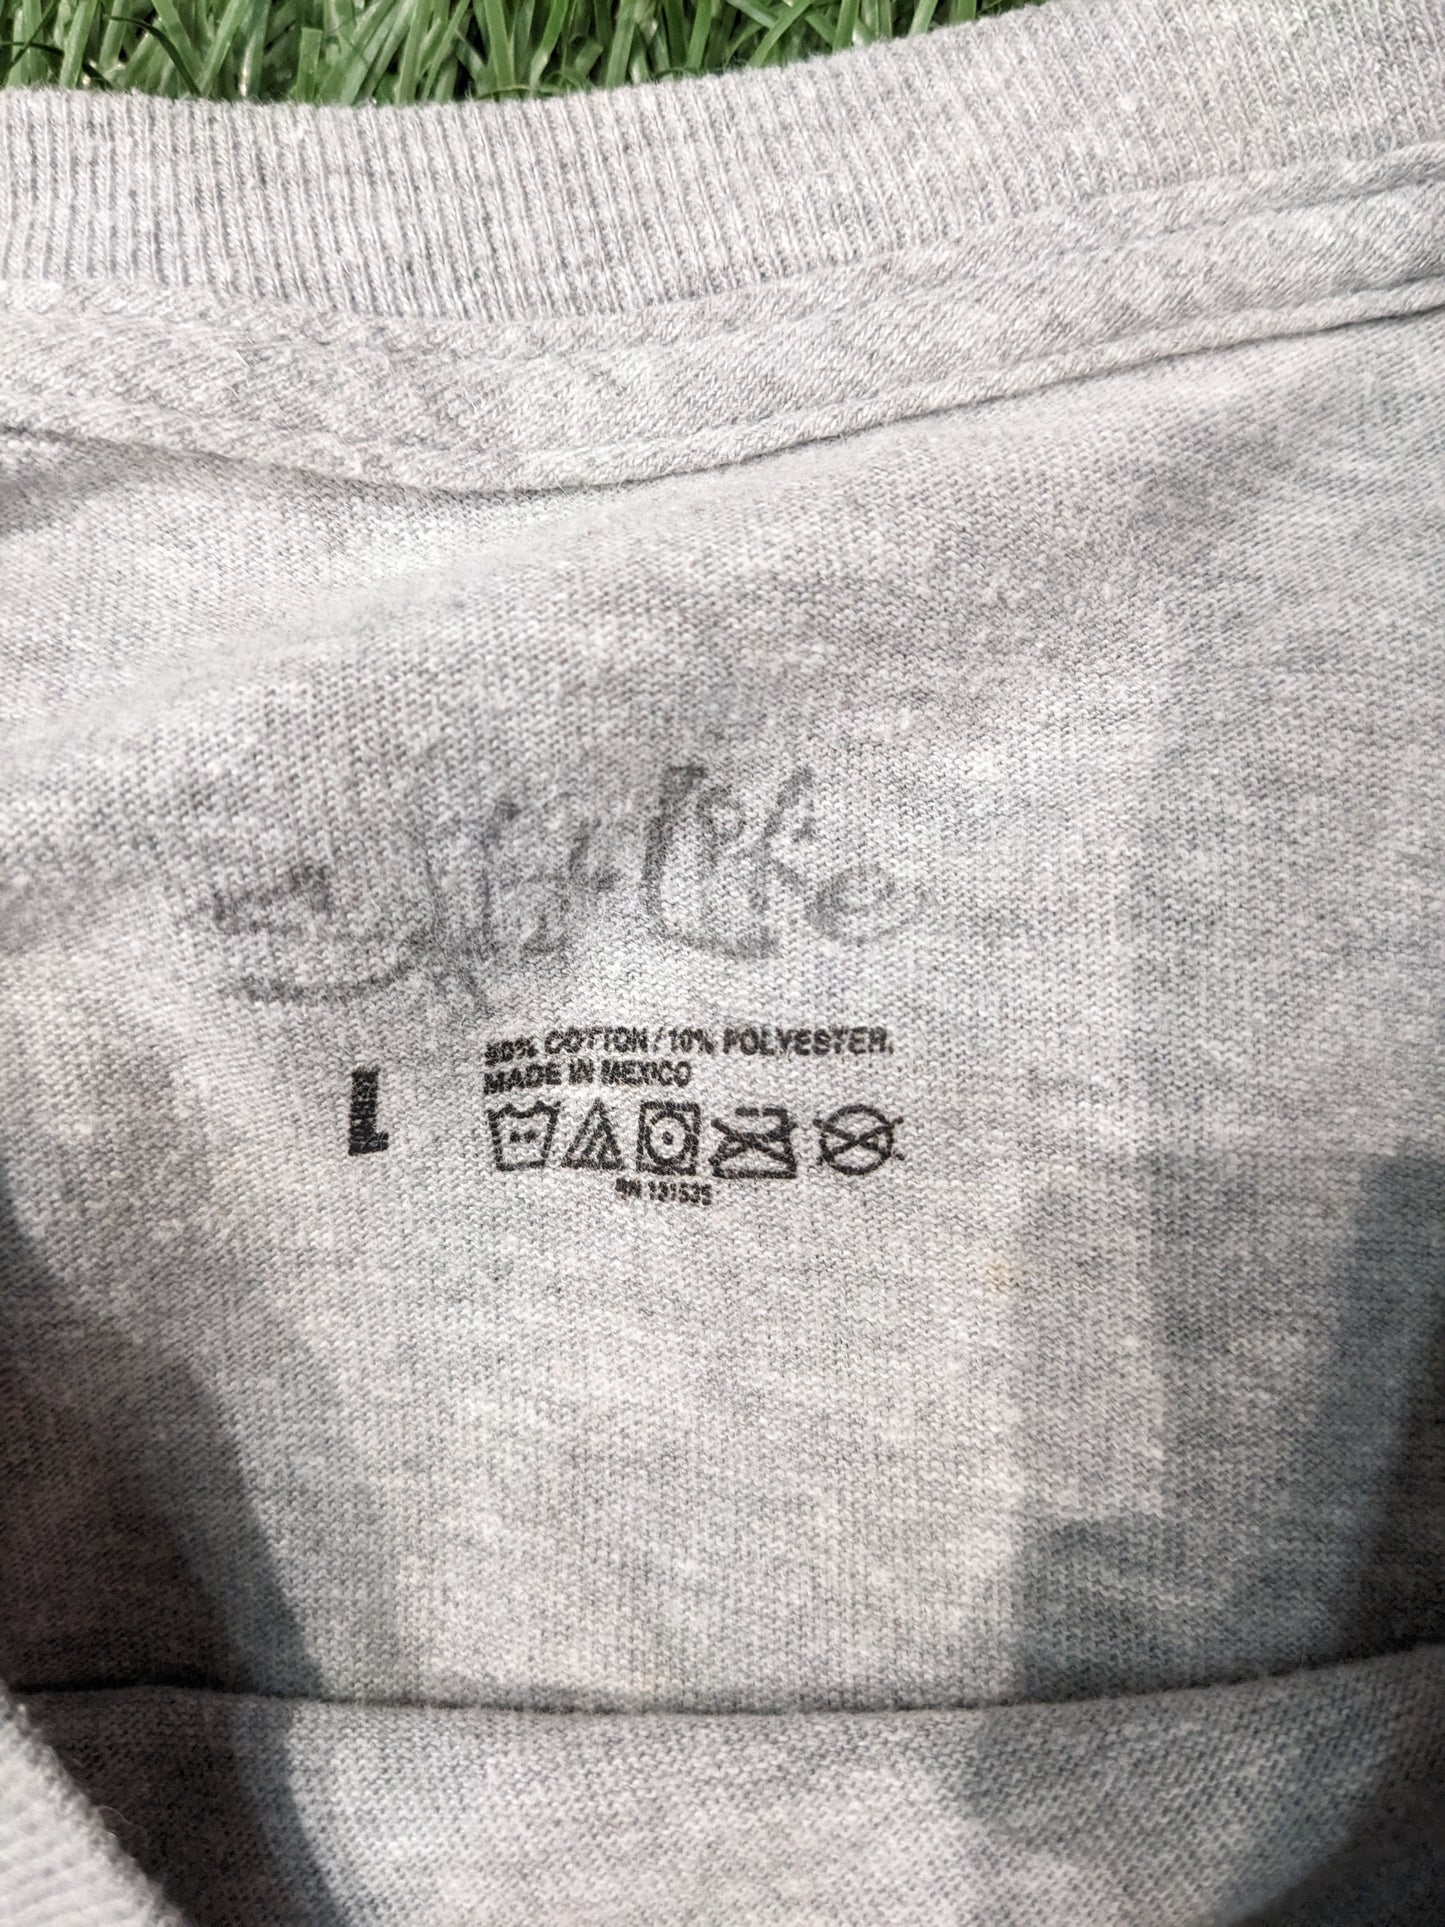 90% COTTON / 10% POLYESTER.
MADE IN MEXICO
L
RN 131535